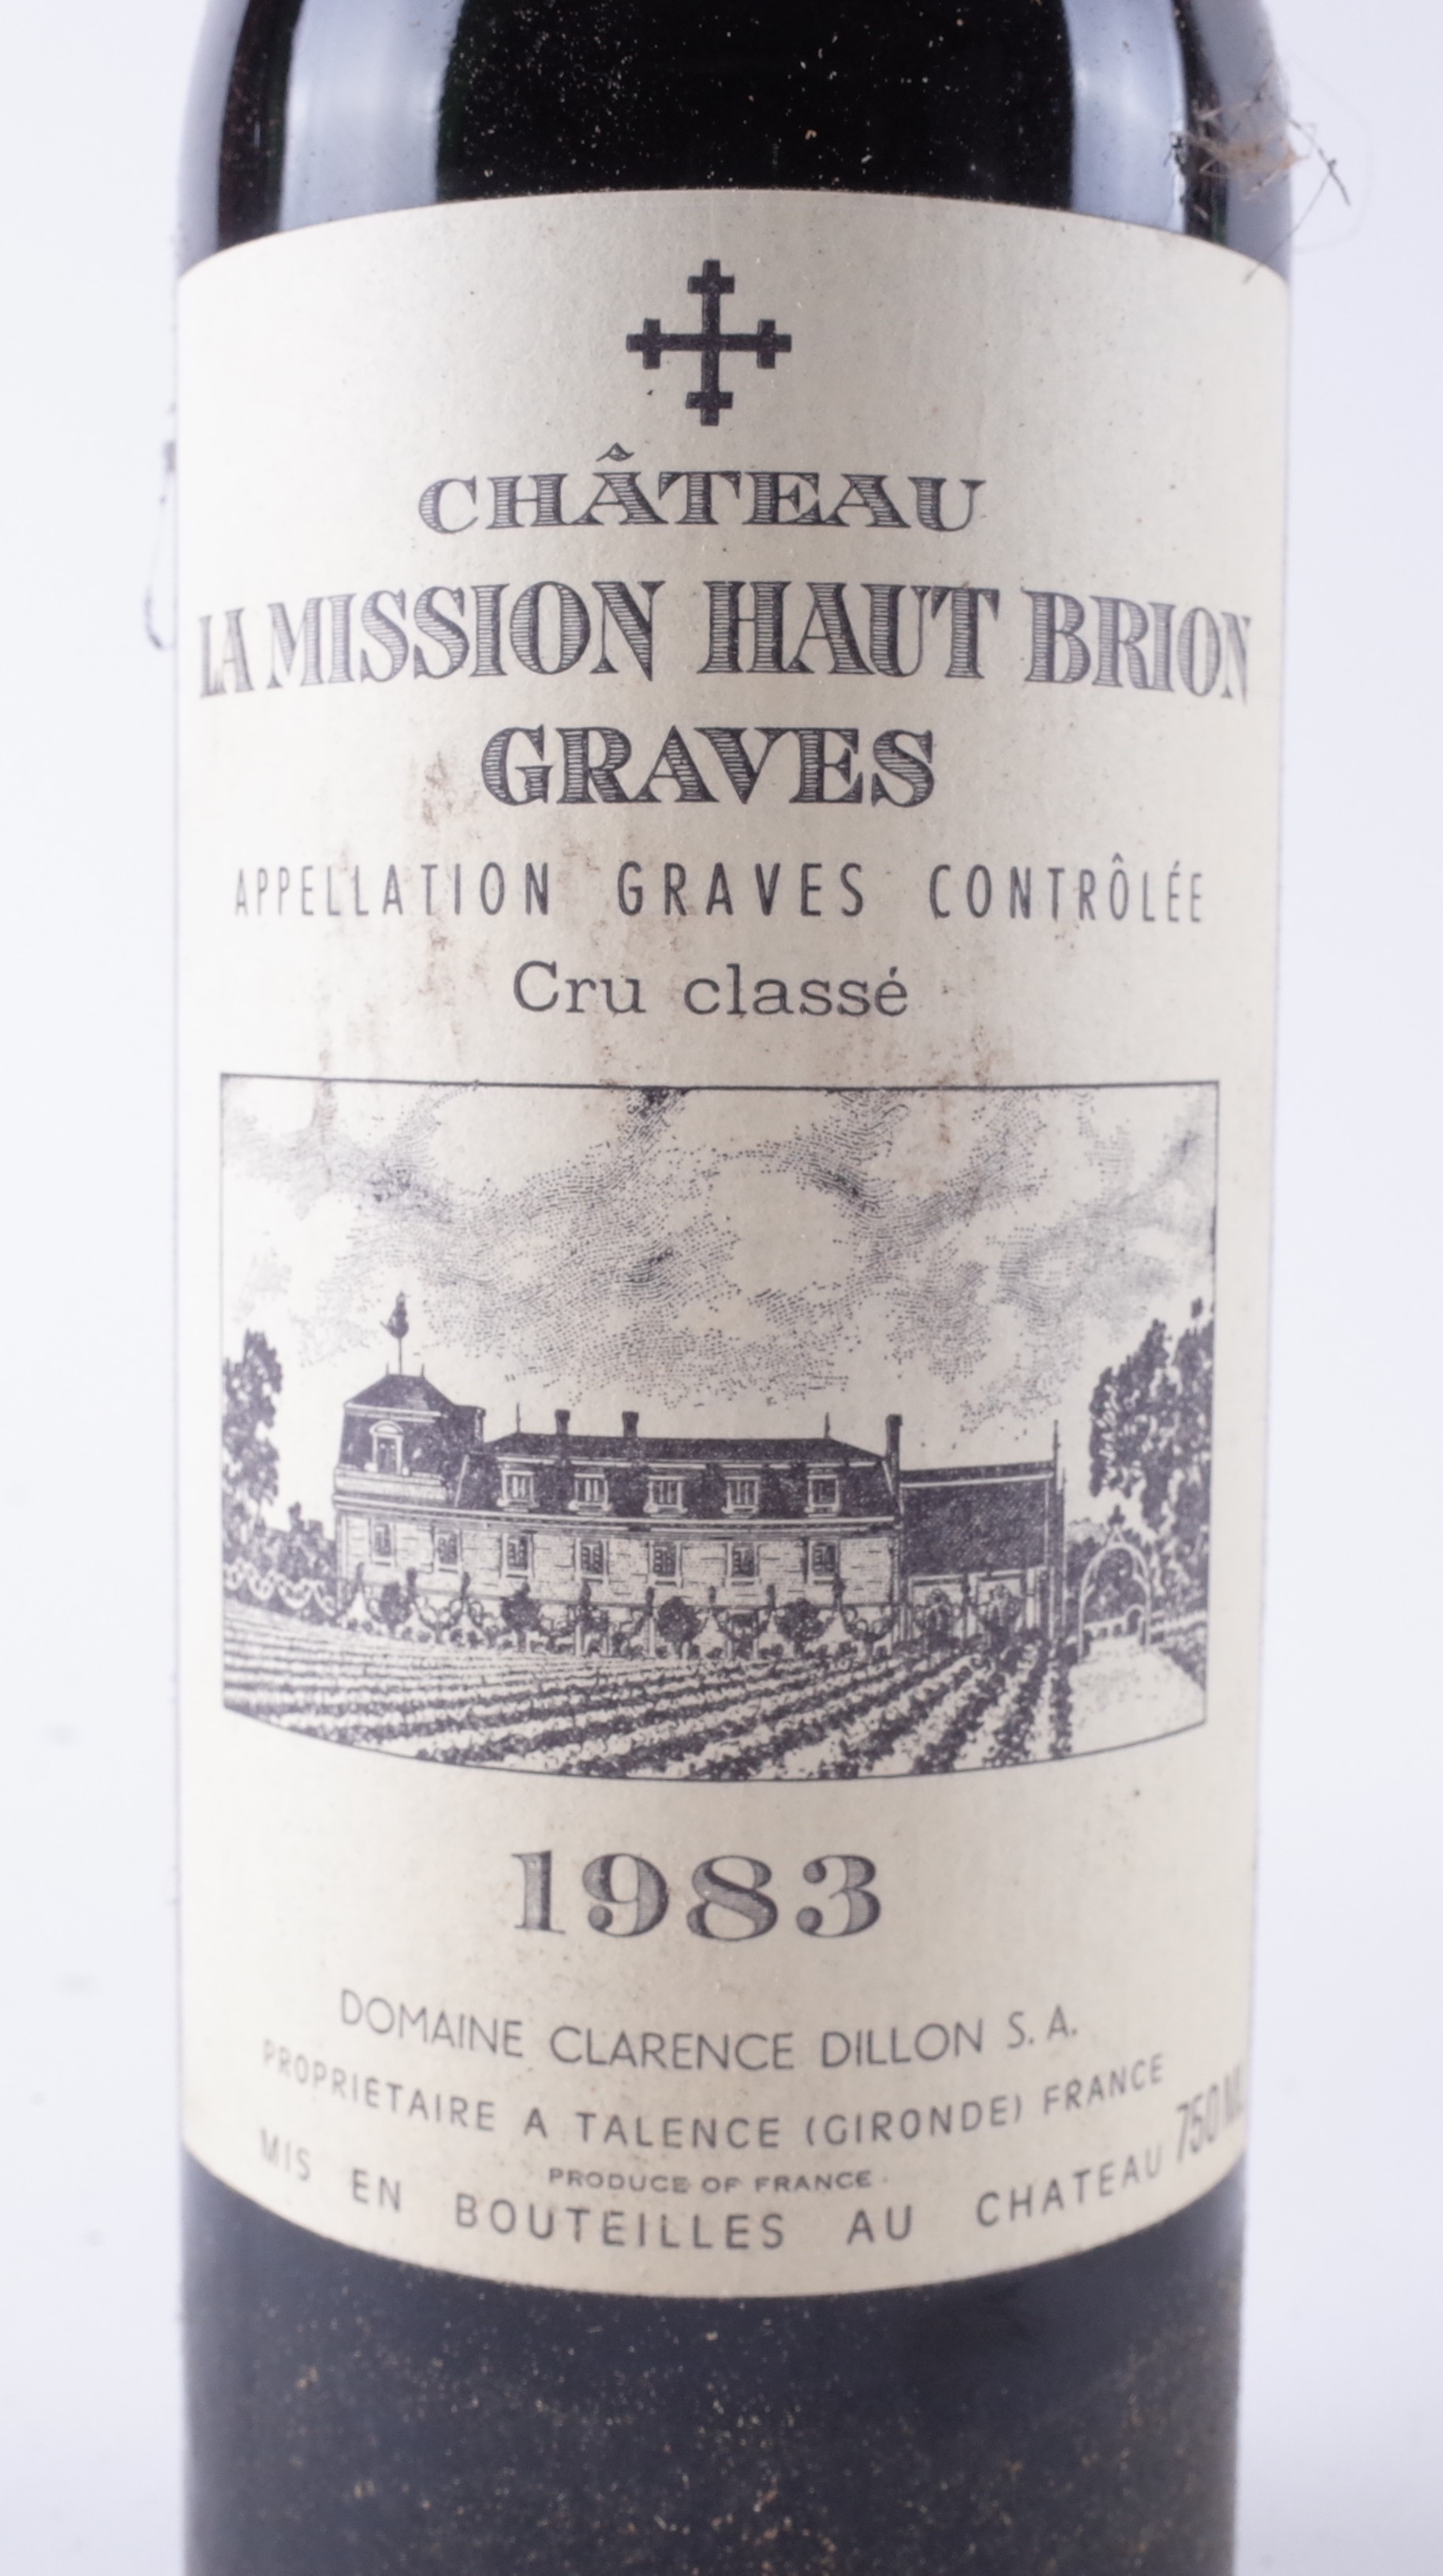 CHÂTEAU
LA MISSION HAUT BRION
GRAVES
APPELLATION GRAVES CONTRÔLÉE
Cru classé
1983
DOMAINE CLARENCE DILLON S. A.
PROPRIETAIRE A TALENCE (GIRONDE) FRANCE
PRODUCE OF FRANCE
MIS EN BOUTEILLES AU CHATEAU 750 ML